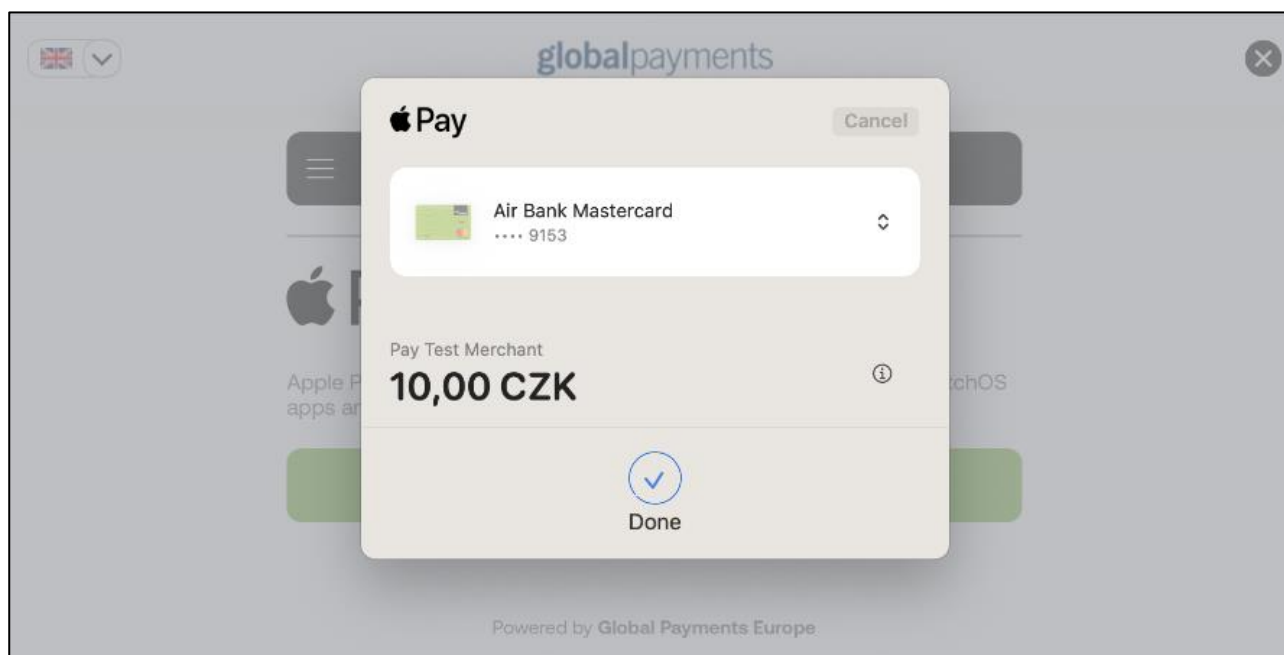 globalpayments
Pay
Cancel
Air Bank Mastercard
•••• 9153
Pay Test Merchant
10,00 CZK
Apple P
chOS
apps ar
Done
Powered by Global Payments Europe